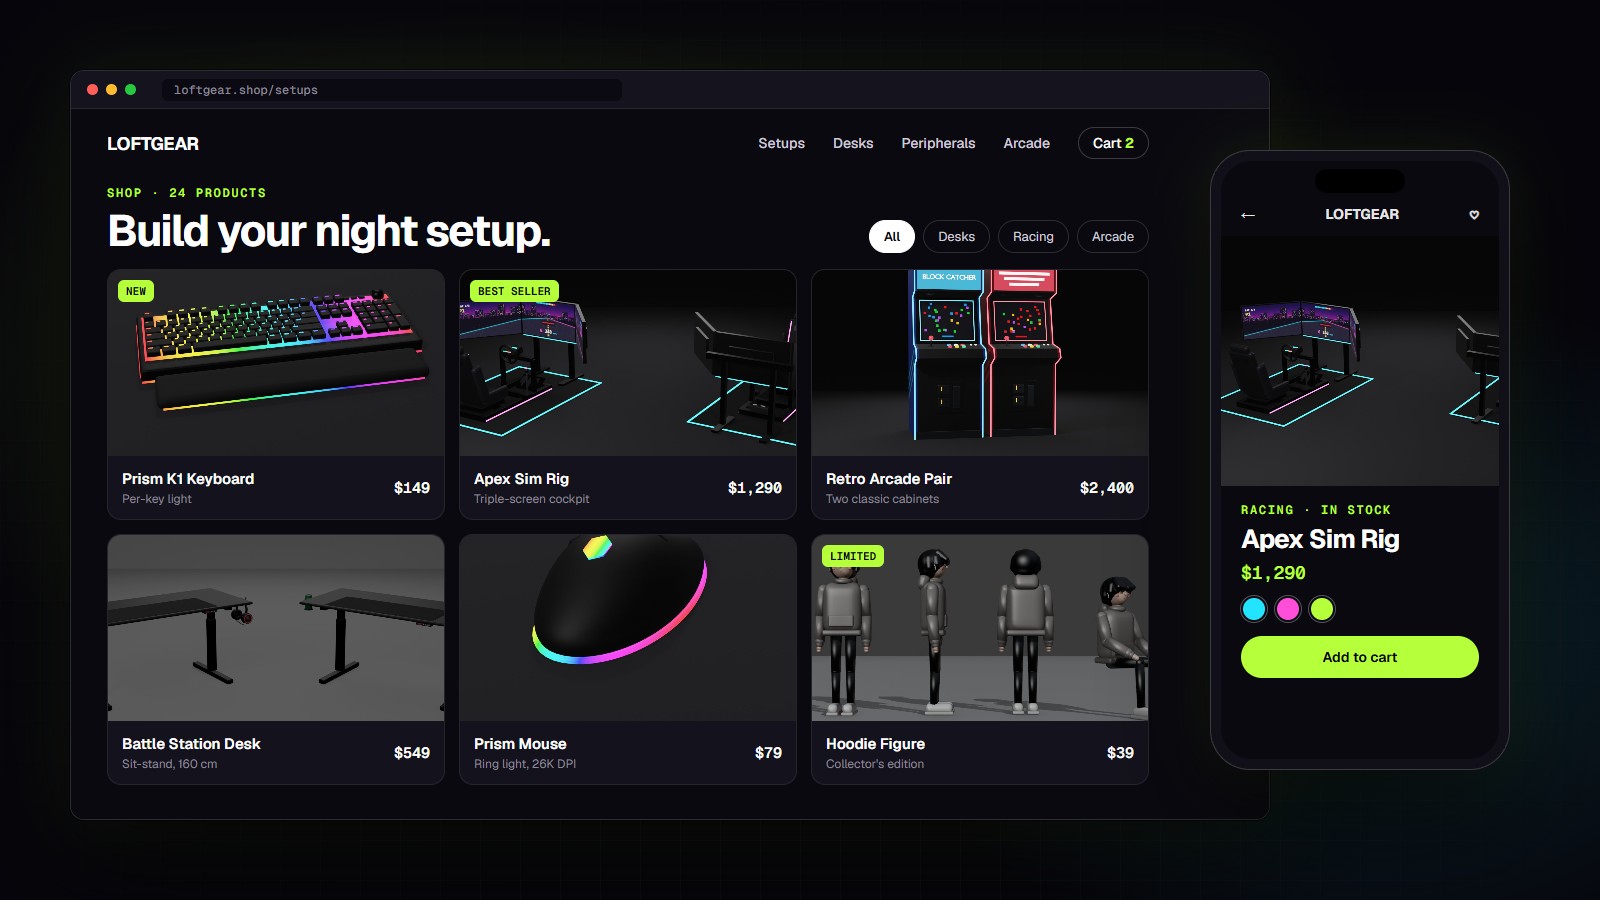 loftgear.shop/setups
LOFTGEAR
Setups Desks Peripherals Arcade Cart 2
SHOP · 24 PRODUCTS
Build your night setup.
All Desks Racing Arcade
NEW
BEST SELLER
BLOCK CATCHER
Prism K1 Keyboard
Per-key light
$149
Apex Sim Rig
Triple-screen cockpit
$1,290
Retro Arcade Pair
Two classic cabinets
$2,400
LIMITED
Battle Station Desk
Sit-stand, 160 cm
$549
Prism Mouse
Ring light, 26K DPI
$79
Hoodie Figure
Collector's edition
$39
← LOFTGEAR
RACING · IN STOCK
Apex Sim Rig
$1,290
Add to cart